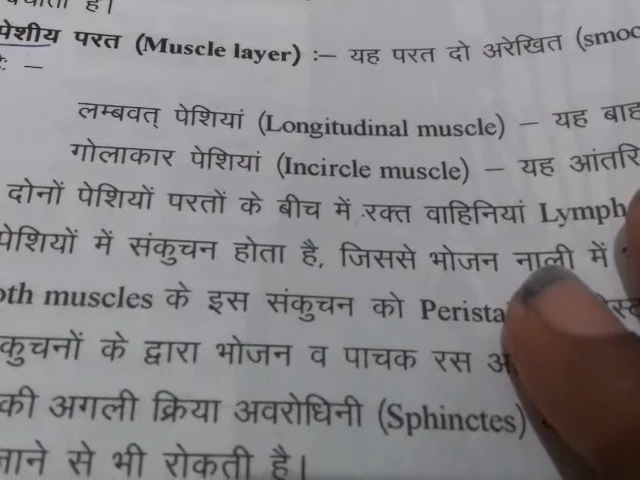 पेशीय परत (Muscle layer) :– यह परत दो अरेखित (smoo
लम्बवत् पेशियां (Longitudinal muscle) – यह बाह
गोलाकार पेशियां (Incircle muscle) – यह आंतरि
दोनों पेशियों परतों के बीच में रक्त वाहिनियां Lymph
पेशियों में संकुचन होता है, जिससे भोजन नाली में
oth muscles के इस संकुचन को Perista
कुचनों के द्वारा भोजन व पाचक रस
की अगली क्रिया अवरोधिनी (Sphinctes)
जाने से भी रोकती है।